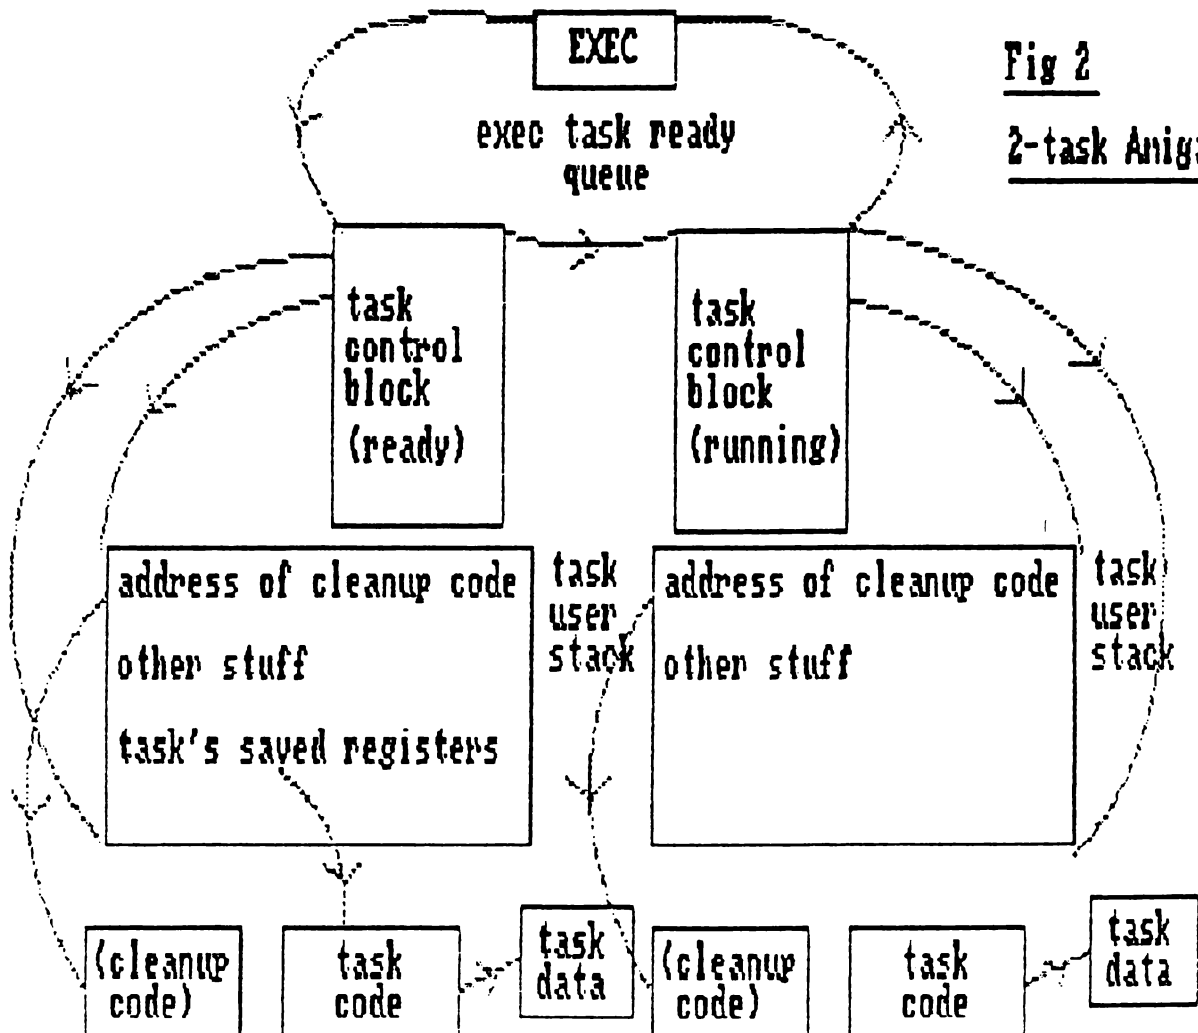 EXEC
Fig 2
exec task ready
queue
2-task Amiga
task
control
block
(ready)
task
control
block
(running)
address of cleanup code
other stuff
task's saved registers
task
user
stack
address of cleanup code
other stuff
task
user
stack
(cleanup
code)
task
code
task
data
(cleanup
code)
task
code
task
data